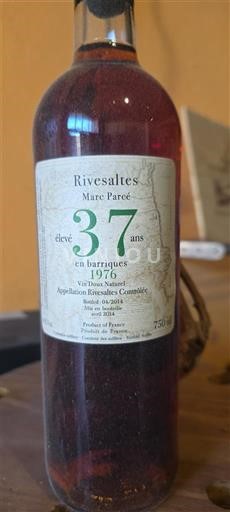 Rivesaltes
Marc Parcé
élevé 37 ans
en barriques
1976
Vin Doux Naturel
Appellation Rivesaltes Contrôlée
Bottled : 04/2014
Mis en bouteille
avril 2014
Product of France
Produit de France
750 ml